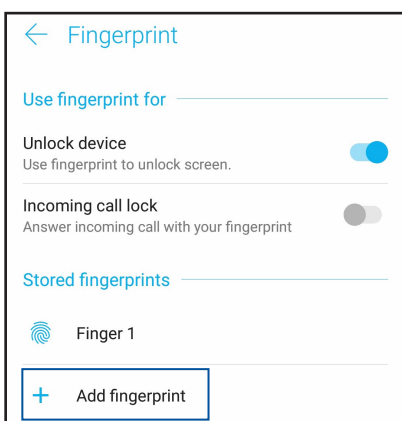 Fingerprint
Use fingerprint for
Unlock device
Use fingerprint to unlock screen.
Incoming call lock
Answer incoming call with your fingerprint
Stored fingerprints
Finger 1
Add fingerprint